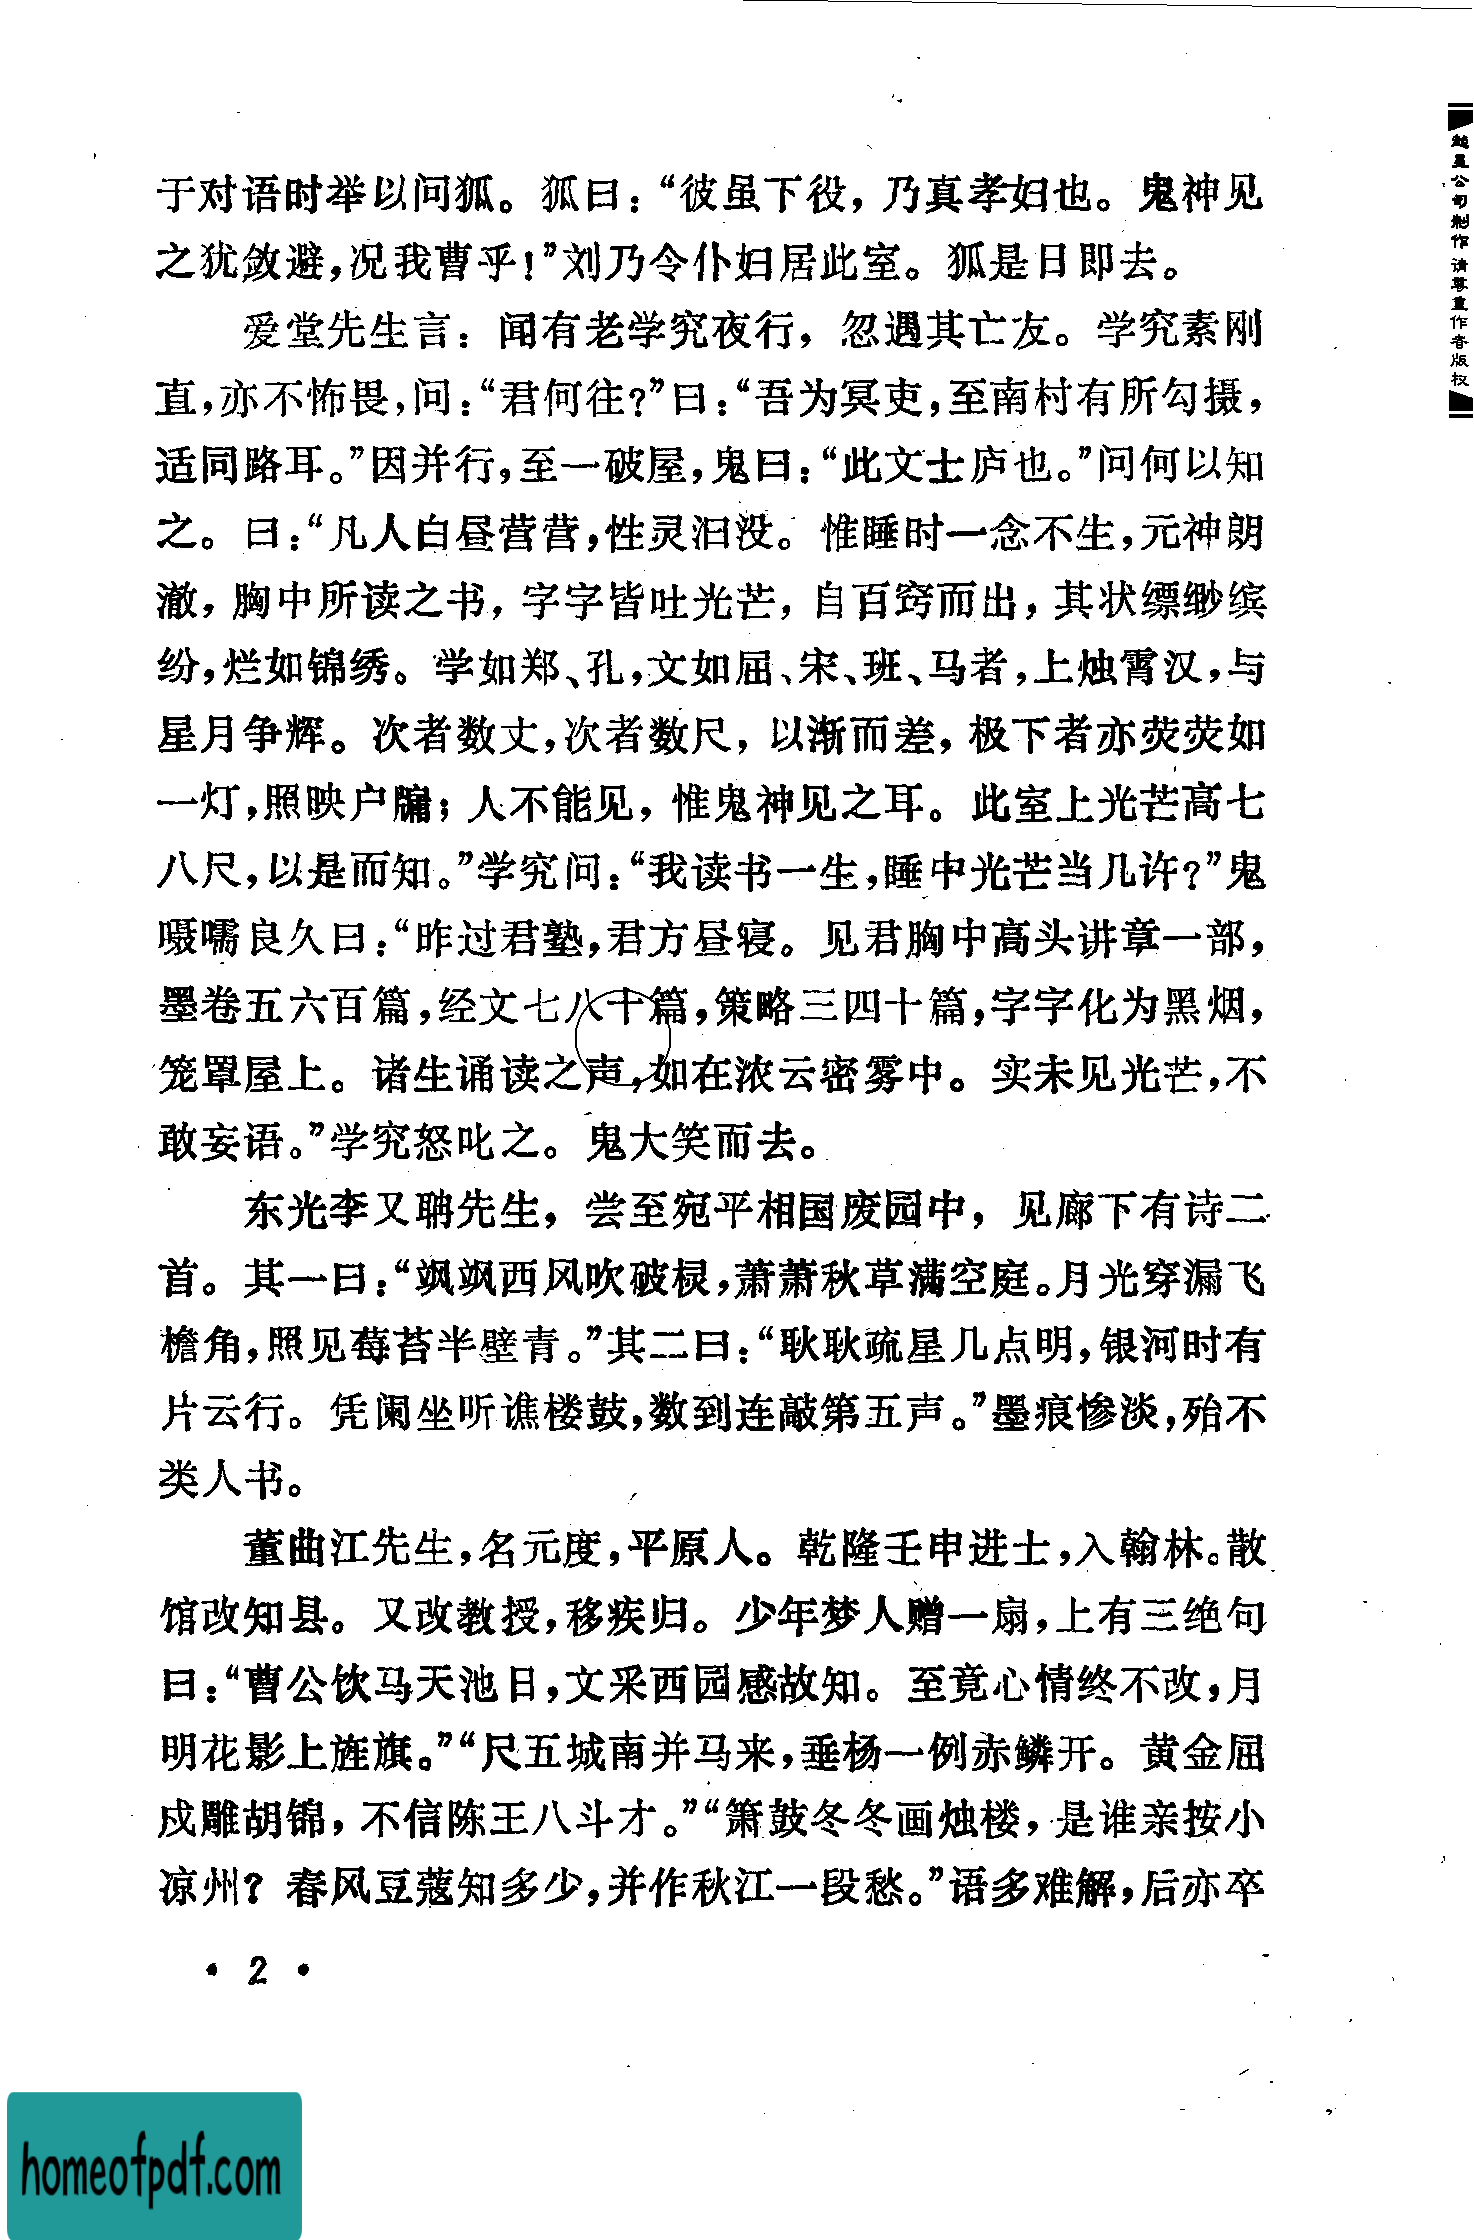 于对语时举以问狐。狐曰：“彼虽下役，乃真孝妇也。鬼神见
之犹敛避，况我曹乎！”刘乃令仆妇居此室。狐是日即去。
爱堂先生言：闻有老学究夜行，忽遇其亡友。学究素刚
直，亦不怖畏，问：“君何往？”曰：“吾为冥吏，至南村有所勾摄，
适同路耳。”因并行，至一破屋，鬼曰：“此文士庐也。”问何以知
之。曰：“凡人白昼营营，性灵汩没。惟睡时一念不生，元神朗
澈，胸中所读之书，字字皆吐光芒，自百窍而出，其状缥缈缤
纷，烂如锦绣。学如郑、孔，文如屈、宋、班、马者，上烛霄汉，与
星月争辉。次者数丈，次者数尺，以渐而差，极下者亦荧荧如
一灯，照映户牖；人不能见，惟鬼神见之耳。此室上光芒高七
八尺，以是而知。”学究问：“我读书一生，睡中光芒当几许？”鬼
嗫嚅良久曰：“昨过君塾，君方昼寝。见君胸中高头讲章一部，
墨卷五六百篇，经文七八十篇，策略三四十篇，字字化为黑烟，
笼罩屋上。诸生诵读之声，如在浓云密雾中。实未见光芒，不
敢妄语。”学究怒叱之。鬼大笑而去。
东光李又聃先生，尝至宛平相国废园中，见廊下有诗二
首。其一曰：“飒飒西风吹破棂，萧萧秋草满空庭。月光穿漏飞
檐角，照见莓苔半壁青。”其二曰：“耿耿疏星几点明，银河时有
片云行。凭阑坐听谯楼鼓，数到连敲第五声。”墨痕惨淡，殆不
类人书。
董曲江先生，名元度，平原人。乾隆壬申进士，入翰林。散
馆改知县。又改教授，移疾归。少年梦人赠一扇，上有三绝句
曰：“曹公饮马天池日，文采西园感故知。至竟心情终不改，月
明花影上旌旗。”“尺五城南并马来，垂杨一例赤鳞开。黄金屈
戍雕胡锦，不信陈王八斗才。”“箫鼓冬冬画烛楼，是谁亲按小
凉州？春风豆蔻知多少，并作秋江一段愁。”语多难解，后亦卒
• 2 •
超星公司制作 请尊重作者版权
homeofpdf.com